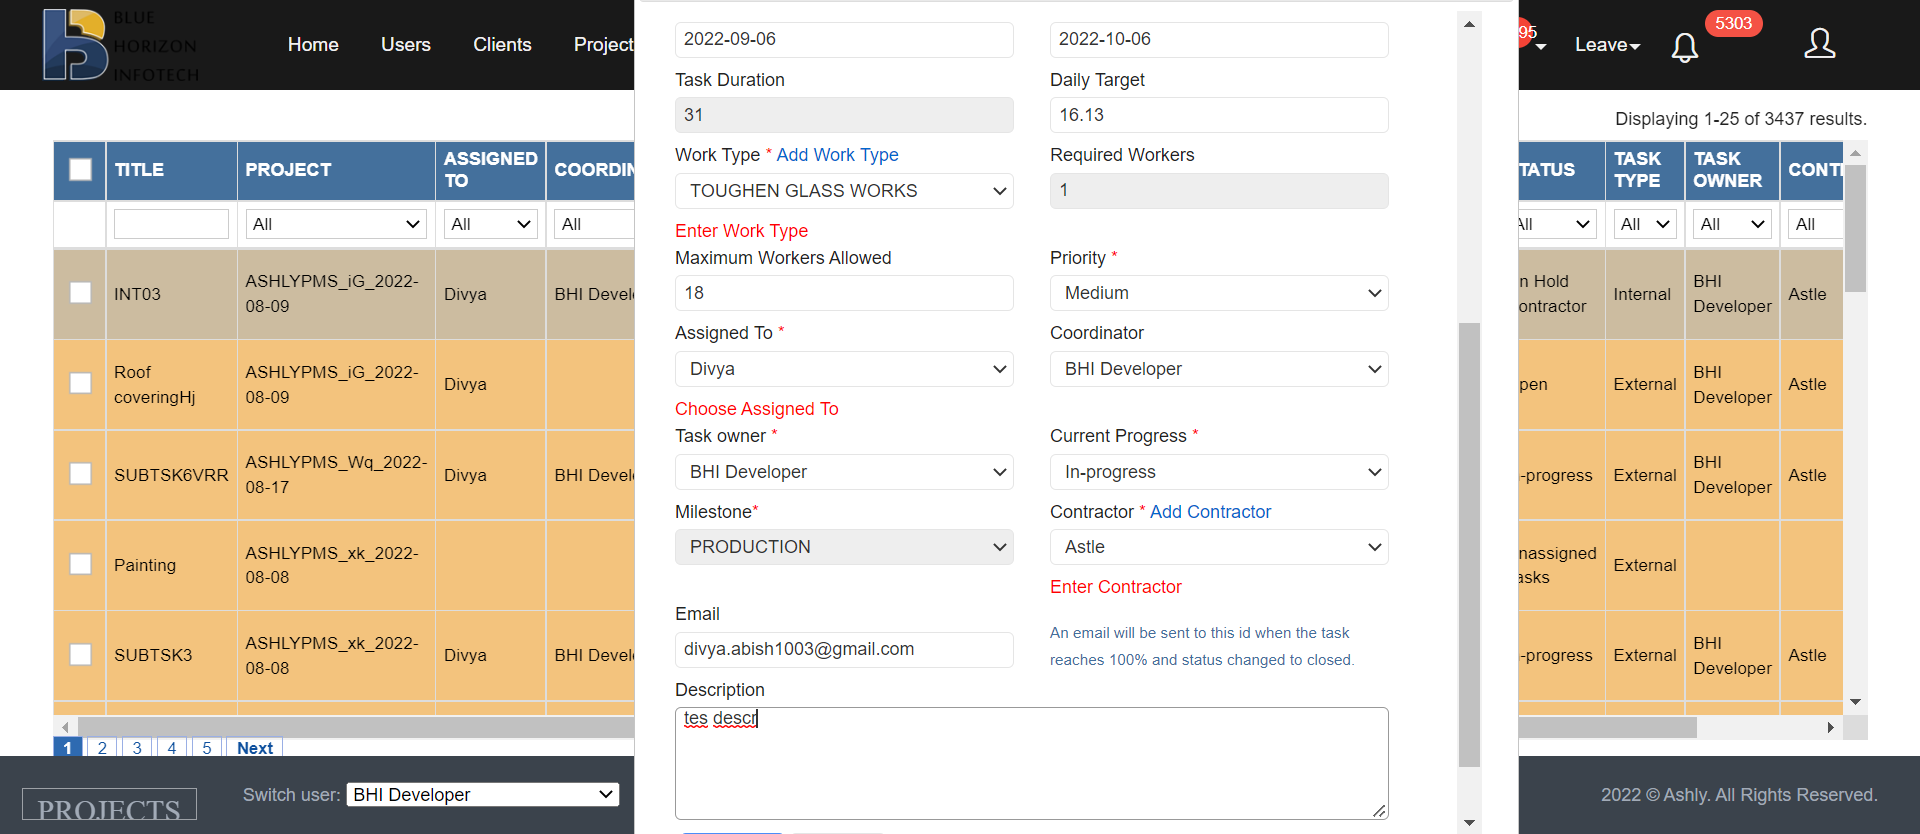 BLUE
HORIZON
INFOTECH
Home Users Clients Project
95
Leave
5303
Displaying 1-25 of 3437 results.
TITLE PROJECT ASSIGNED TO COORDIN
TATUS TASK TYPE TASK OWNER CONT
All All All
All All All All
INT03 ASHLYPMS_iG_2022-08-09 Divya BHI Devel
n Hold ontractor Internal BHI Developer Astle
Roof coveringHj ASHLYPMS_iG_2022-08-09 Divya
pen External BHI Developer Astle
SUBTSK6VRR ASHLYPMS_Wq_2022-08-17 Divya BHI Devel
-progress External BHI Developer Astle
Painting ASHLYPMS_xk_2022-08-08
nassigned asks External
SUBTSK3 ASHLYPMS_xk_2022-08-08 Divya BHI Devel
-progress External BHI Developer Astle
1 2 3 4 5 Next
2022-09-06 2022-10-06
Task Duration Daily Target
31 16.13
Work Type * Add Work Type Required Workers
TOUGHEN GLASS WORKS 1
Enter Work Type
Maximum Workers Allowed Priority *
18 Medium
Assigned To * Coordinator
Divya BHI Developer
Choose Assigned To
Task owner * Current Progress *
BHI Developer In-progress
Milestone* Contractor * Add Contractor
PRODUCTION Astle
Enter Contractor
Email
divya.abish1003@gmail.com
An email will be sent to this id when the task
reaches 100% and status changed to closed.
Description
tes descr
PROJECTS
Switch user: BHI Developer
2022 © Ashly. All Rights Reserved.